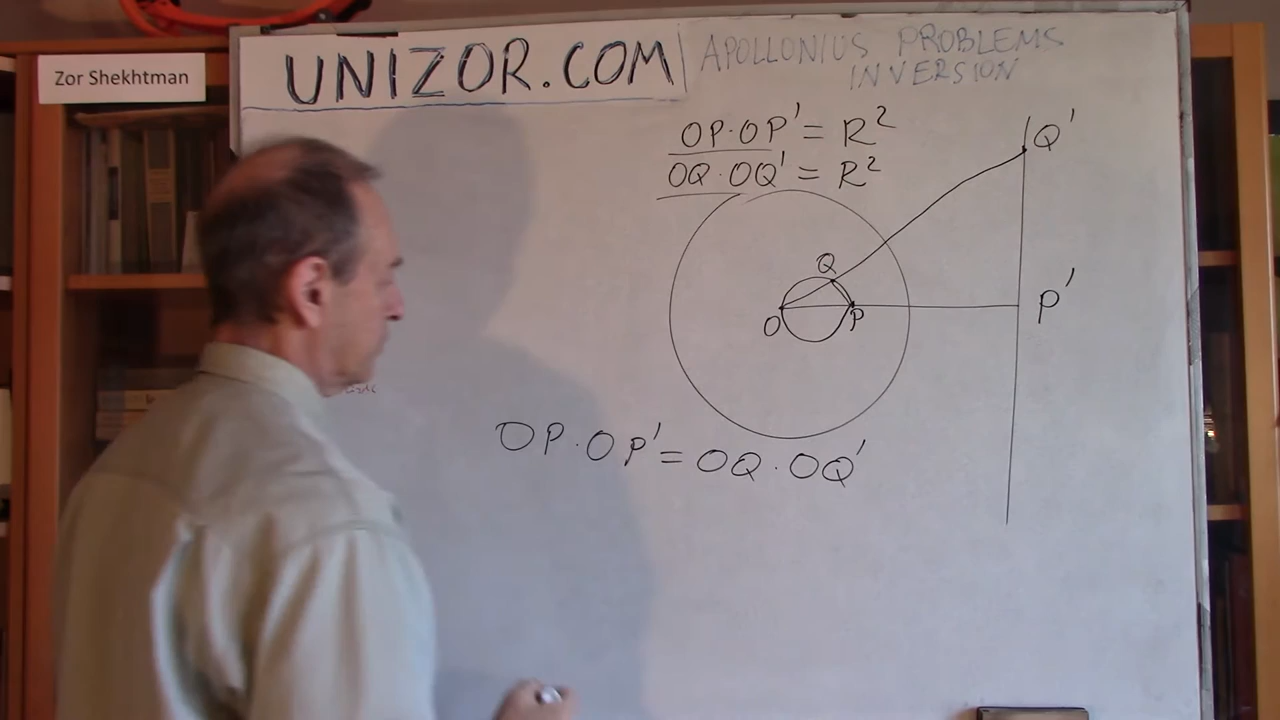 Zor Shekhtman
UNIZOR.COM
APOLLONIUS PROBLEMS
INVERSION
OP·OP' = R²
OQ·OQ' = R²
Q'
Q
O
P
P'
OP·OP' = OQ·OQ'